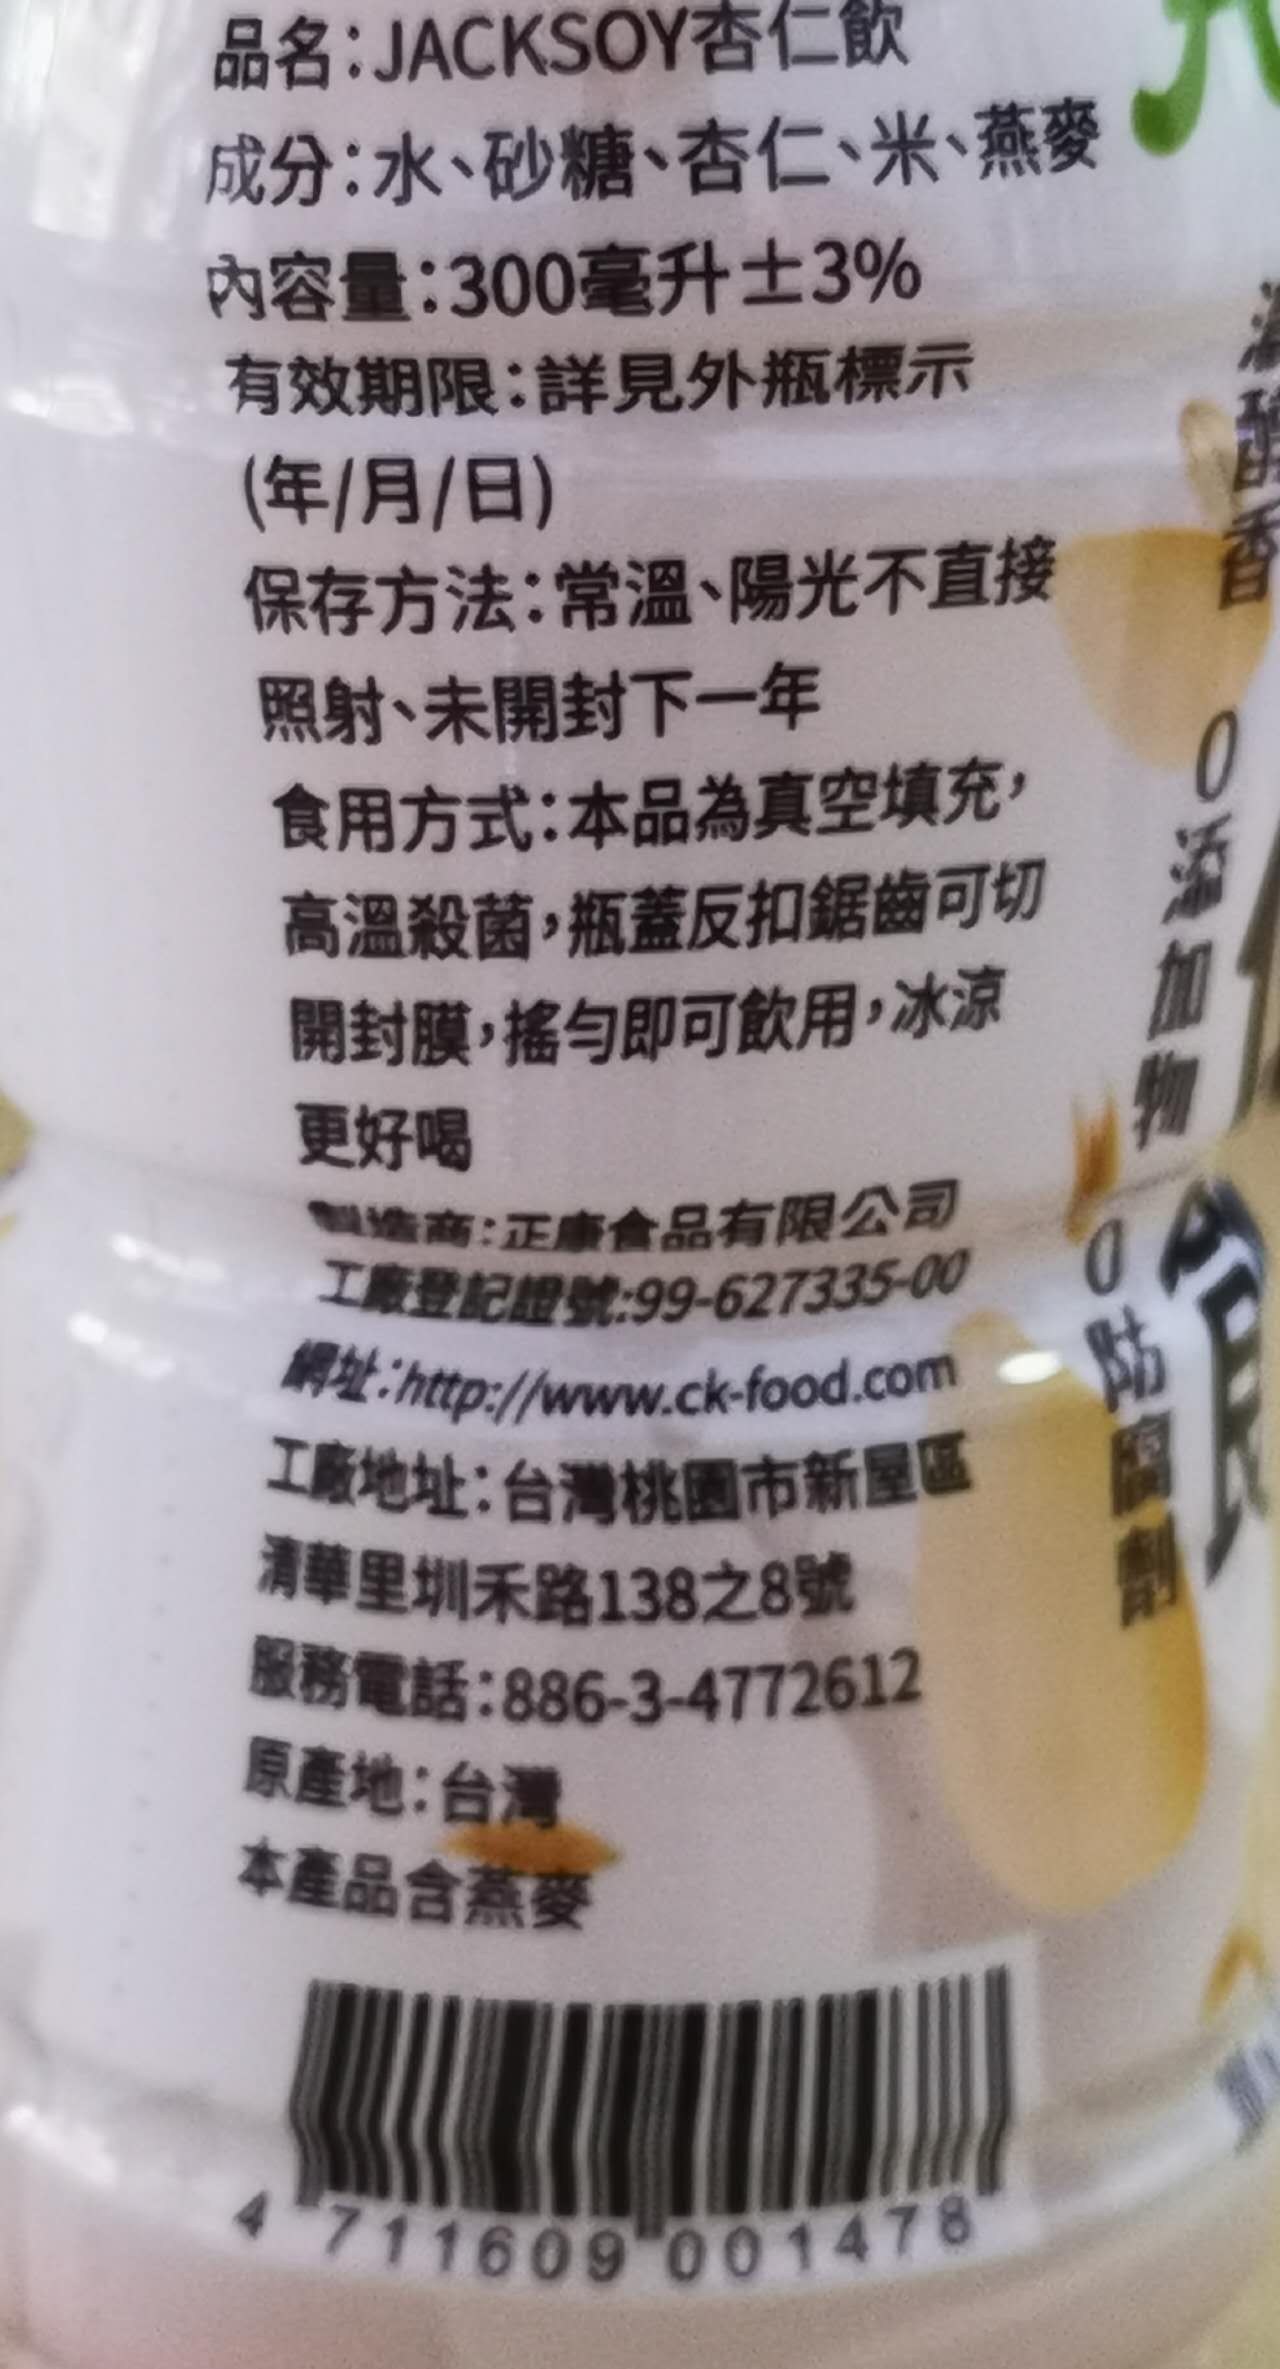 品名：JACKSOY杏仁飲
成分：水、砂糖、杏仁、米、燕麥
內容量：300毫升±3%
有效期限：詳見外瓶標示
(年/月/日)
保存方法：常溫、陽光不直接
照射、未開封下一年
食用方式：本品為真空填充，
高溫殺菌，瓶蓋反扣鋸齒可切
開封膜，搖勻即可飲用，冰涼
更好喝
製造商：正康食品有限公司
工廠登記證號:99-627335-00
網址：http://www.ck-food.com
工廠地址：台灣桃園市新屋區
清華里圳禾路138之8號
服務電話：886-3-4772612
原產地：台灣
本產品含燕麥
4 711609 001478
香
0添加物
0防腐劑